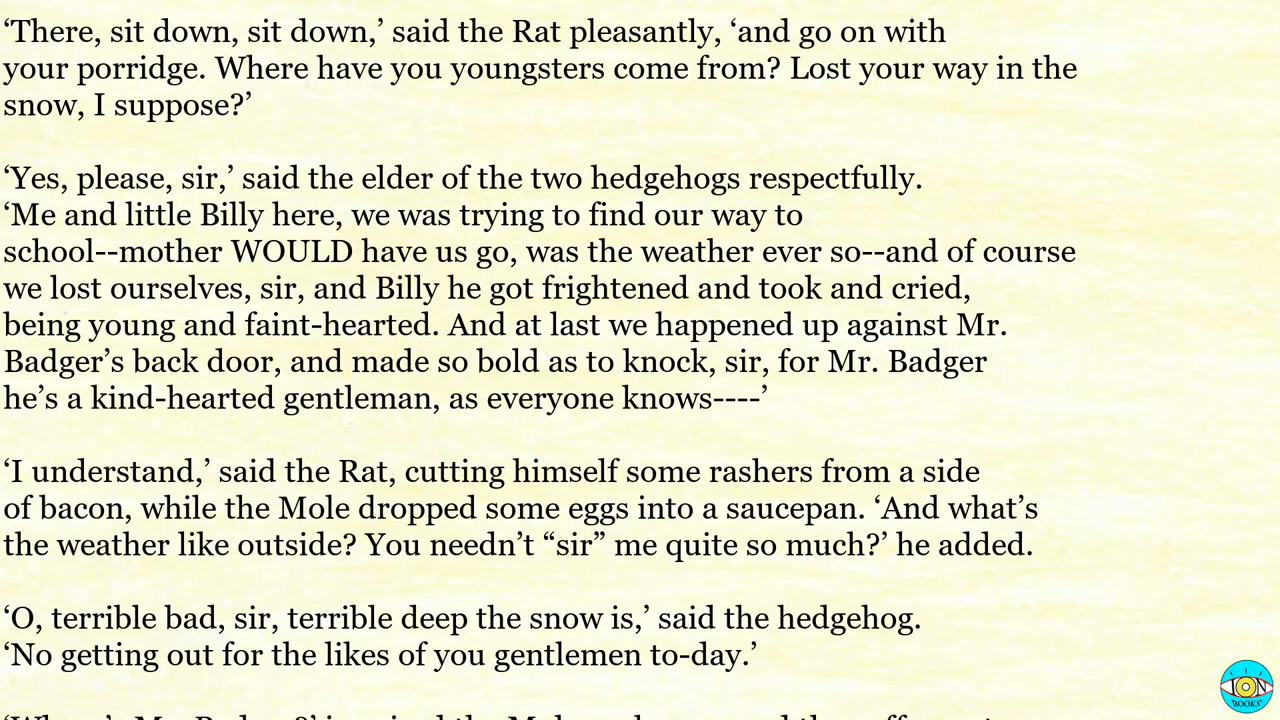 ‘There, sit down, sit down,’ said the Rat pleasantly, ‘and go on with
your porridge. Where have you youngsters come from? Lost your way in the
snow, I suppose?’
‘Yes, please, sir,’ said the elder of the two hedgehogs respectfully.
‘Me and little Billy here, we was trying to find our way to
school--mother WOULD have us go, was the weather ever so--and of course
we lost ourselves, sir, and Billy he got frightened and took and cried,
being young and faint-hearted. And at last we happened up against Mr.
Badger’s back door, and made so bold as to knock, sir, for Mr. Badger
he’s a kind-hearted gentleman, as everyone knows----’
‘I understand,’ said the Rat, cutting himself some rashers from a side
of bacon, while the Mole dropped some eggs into a saucepan. ‘And what’s
the weather like outside? You needn’t “sir” me quite so much?’ he added.
‘O, terrible bad, sir, terrible deep the snow is,’ said the hedgehog.
‘No getting out for the likes of you gentlemen to-day.’
ION
BOOKS